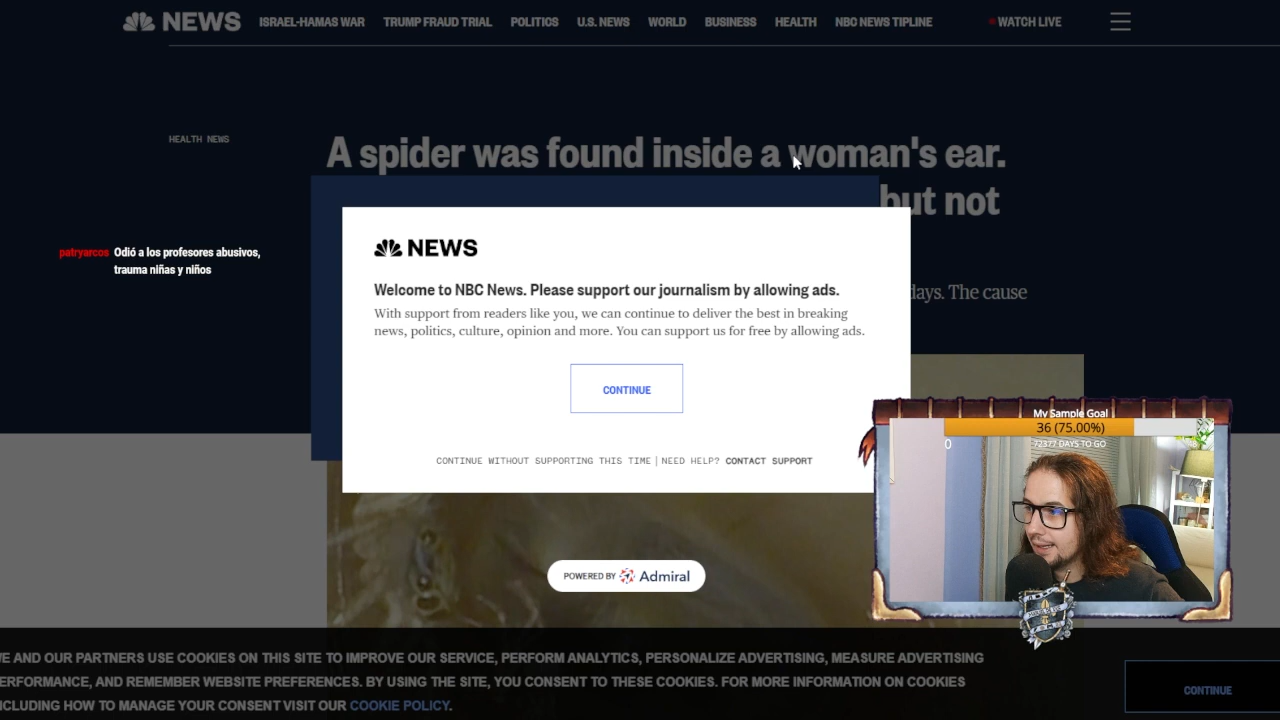 NEWS
ISRAEL-HAMAS WAR
TRUMP FRAUD TRIAL
POLITICS
U.S. NEWS
WORLD
BUSINESS
HEALTH
NBC NEWS TIPLINE
WATCH LIVE
HEALTH NEWS
A spider was found inside a woman's ear.
but not
days. The cause
patryarcos Odió a los profesores abusivos,
trauma niñas y niños
NEWS
Welcome to NBC News. Please support our journalism by allowing ads.
With support from readers like you, we can continue to deliver the best in breaking
news, politics, culture, opinion and more. You can support us for free by allowing ads.
CONTINUE
CONTINUE WITHOUT SUPPORTING THIS TIME | NEED HELP? CONTACT SUPPORT
POWERED BY Admiral
My Sample Goal
36 (75.00%)
0
72377 DAYS TO GO
WE AND OUR PARTNERS USE COOKIES ON THIS SITE TO IMPROVE OUR SERVICE, PERFORM ANALYTICS, PERSONALIZE ADVERTISING, MEASURE ADVERTISING
PERFORMANCE, AND REMEMBER WEBSITE PREFERENCES. BY USING THE SITE, YOU CONSENT TO THESE COOKIES. FOR MORE INFORMATION ON COOKIES
INCLUDING HOW TO MANAGE YOUR CONSENT VISIT OUR COOKIE POLICY.
CONTINUE